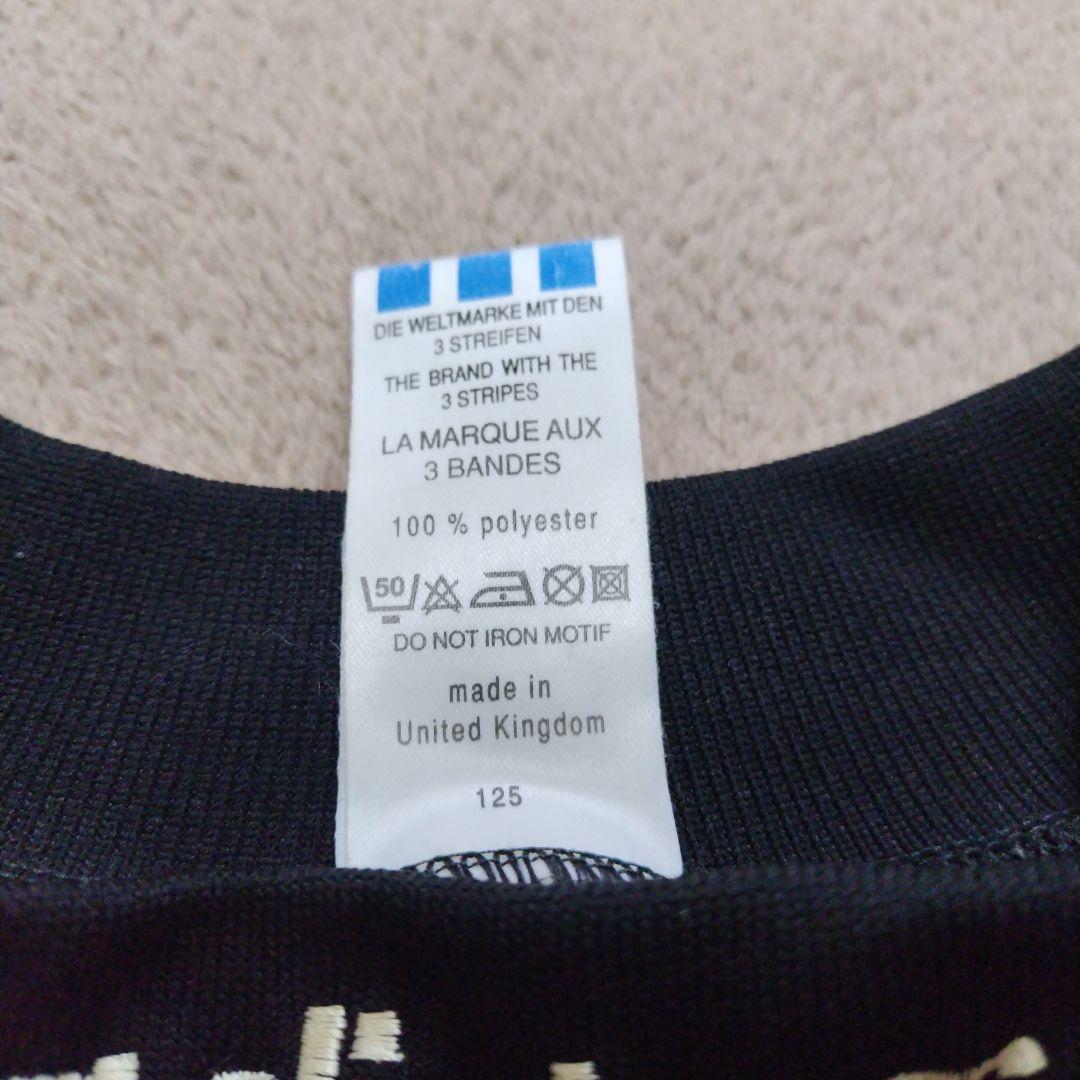 DIE WELTMARKE MIT DEN
3 STREIFEN
THE BRAND WITH THE
3 STRIPES
LA MARQUE AUX
3 BANDES
100 % polyester
50
DO NOT IRON MOTIF
made in
United Kingdom
125